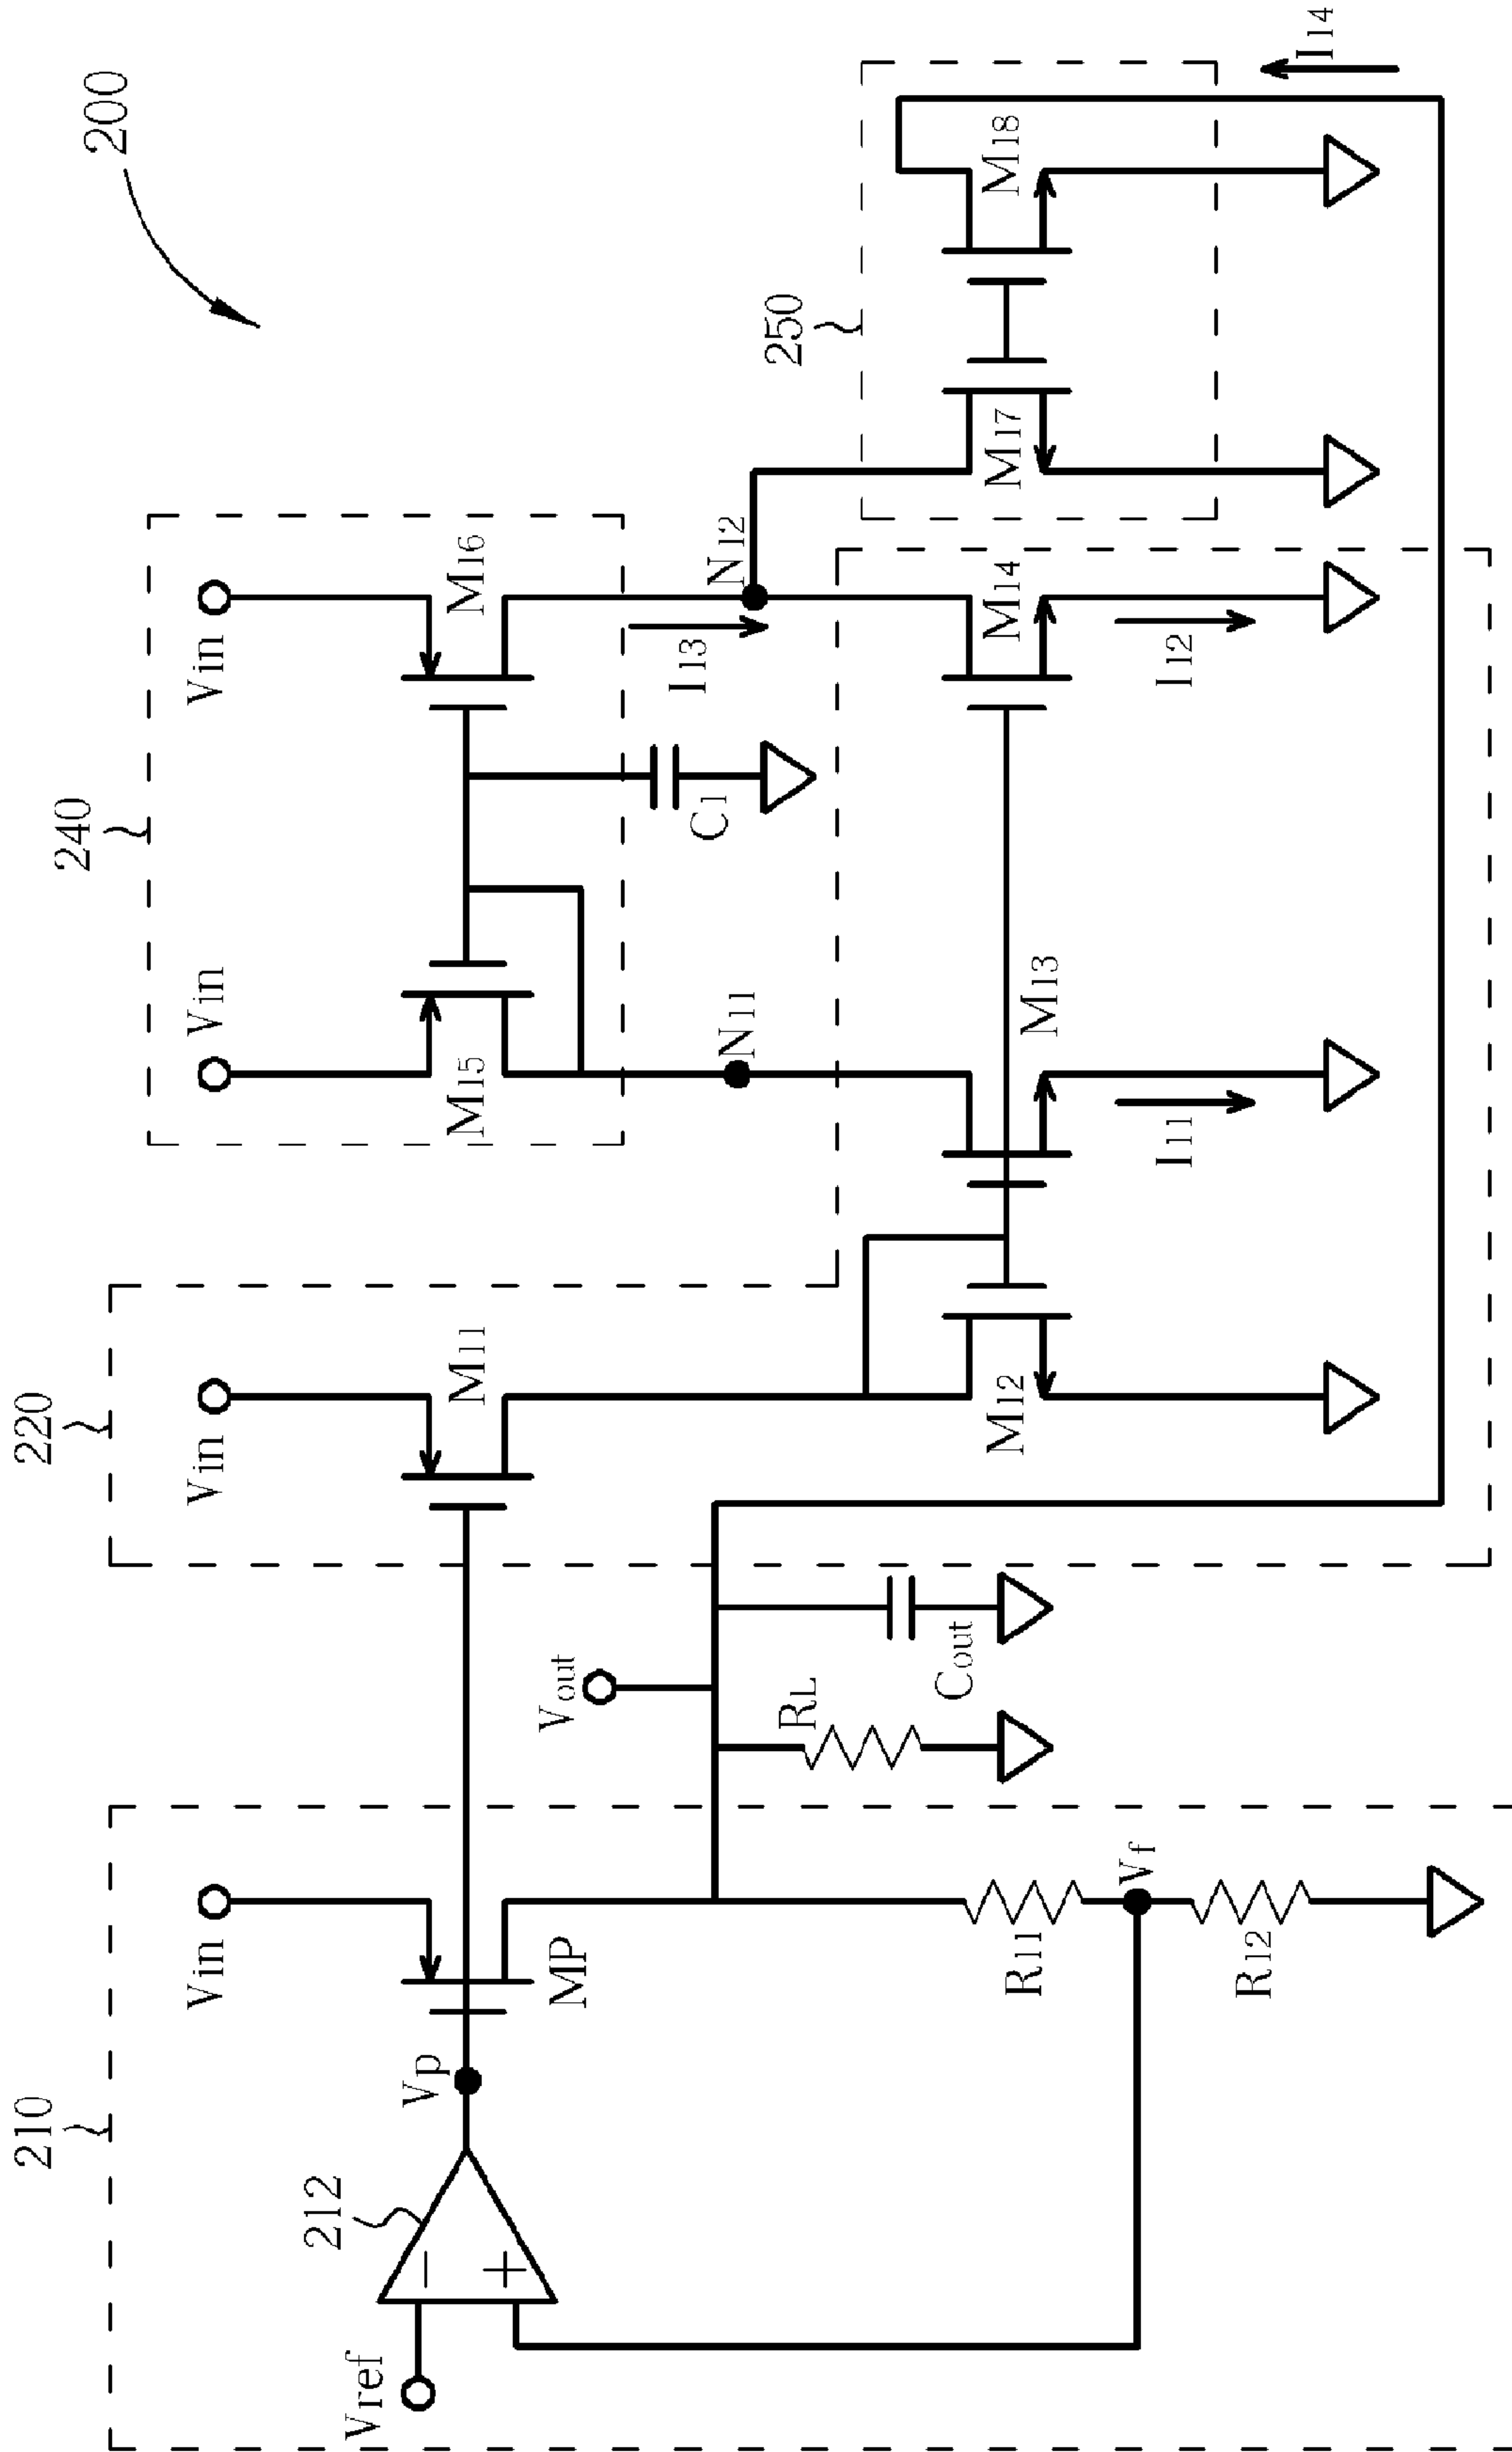 200
210
220
240
250
212
Vref
Vp
Vin
MP
Vin
M11
Vin
M15
Vin
M16
C1
N11
I13
N12
Vout
RL
Cout
R11
Vf
R12
M12
M13
I11
M14
I12
M17
M18
I14
−
+